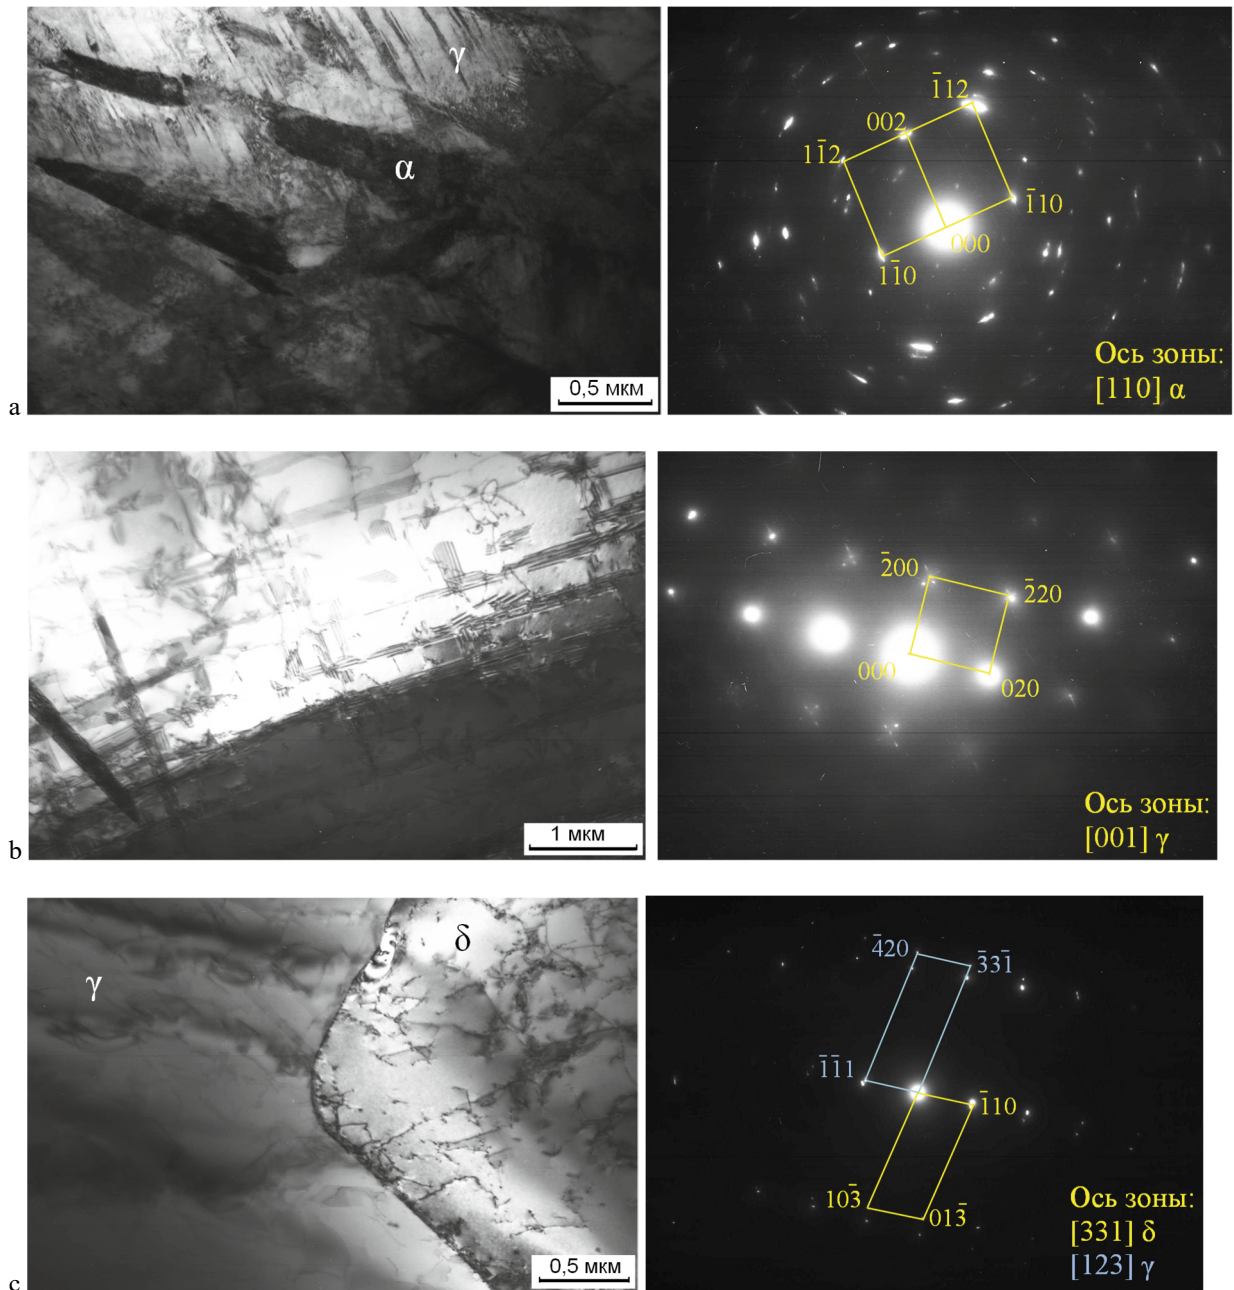 γ
α
0,5 мкм
a
1̅12
002
11̅2
1̅10
000
11̅0
Ось зоны:
[110] α
1 мкм
b
2̅00
2̅20
000
020
Ось зоны:
[001] γ
γ
δ
0,5 мкм
c
4̅20
3̅31̅
1̅1̅1
1̅10
103̅
013̅
Ось зоны:
[331] δ
[123] γ